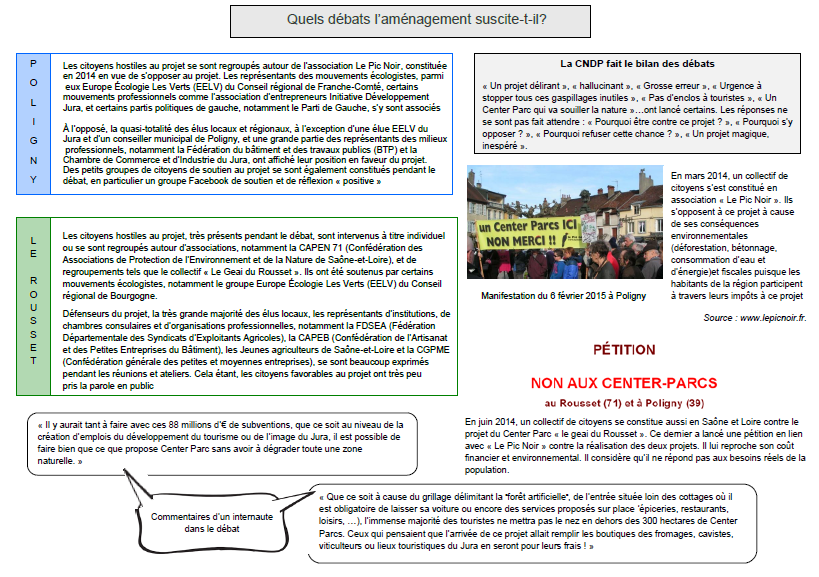 Quels débats l'aménagement suscite-t-il?
POLIGNY
Les citoyens hostiles au projet se sont regroupés autour de l'association Le Pic Noir, constituée
en 2014 en vue de s'opposer au projet. Les représentants des mouvements écologistes, parmi
eux Europe Écologie Les Verts (EELV) du Conseil régional de Franche-Comté, certains
mouvements professionnels comme l'association d'entrepreneurs Initiative Développement
Jura, et certains partis politiques de gauche, notamment le Parti de Gauche, s'y sont associés
À l'opposé, la quasi-totalité des élus locaux et régionaux, à l'exception d'une élue EELV du
Jura et d'un conseiller municipal de Poligny, et une grande partie des représentants des milieux
professionnels, notamment la Fédération du bâtiment et des travaux publics (BTP) et la
Chambre de Commerce et d'Industrie du Jura, ont affiché leur position en faveur du projet.
Des petits groupes de citoyens de soutien au projet se sont également constitués pendant le
débat, en particulier un groupe Facebook de soutien et de réflexion « positive »
LE ROUSSET
Les citoyens hostiles au projet, très présents pendant le débat, sont intervenus à titre individuel
ou se sont regroupés autour d'associations, notamment la CAPEN 71 (Confédération des
Associations de Protection de l'Environnement et de la Nature de Saône-et-Loire), et de
regroupements tels que le collectif « Le Geai du Rousset ». Ils ont été soutenus par certains
mouvements écologistes, notamment le groupe Europe Écologie Les Verts (EELV) du Conseil
régional de Bourgogne.
Défenseurs du projet, la très grande majorité des élus locaux, les représentants d'institutions, de
chambres consulaires et d'organisations professionnelles, notamment la FDSEA (Fédération
Départementale des Syndicats d'Exploitants Agricoles), la CAPEB (Confédération de l'Artisanat
et des Petites Entreprises du Bâtiment), les Jeunes agriculteurs de Saône-et-Loire et la CGPME
(Confédération générale des petites et moyennes entreprises), se sont beaucoup exprimés
pendant les réunions et ateliers. Cela étant, les citoyens favorables au projet ont très peu
pris la parole en public
La CNDP fait le bilan des débats
« Un projet délirant », « hallucinant », « Grosse erreur », « Urgence à
stopper tous ces gaspillages inutiles », « Pas d'enclos à touristes », « Un
Center Parc qui va souiller la nature »…ont lancé certains. Les réponses ne
se sont pas fait attendre : « Pourquoi être contre ce projet ? », « Pourquoi s'y
opposer ? », « Pourquoi refuser cette chance ? », « Un projet magique,
inespéré ».
un Center Parcs ICI
NON MERCI !!
Manifestation du 6 février 2015 à Poligny
En mars 2014, un collectif de
citoyens s'est constitué en
association « Le Pic Noir ». Ils
s'opposent à ce projet à cause
de ses conséquences
environnementales
(déforestation, bétonnage,
consommation d'eau et
d'énergie)et fiscales puisque les
habitants de la région participent
à travers leurs impôts à ce projet
Source : www.lepicnoir.fr.
PÉTITION
NON AUX CENTER-PARCS
au Rousset (71) et à Poligny (39)
En juin 2014, un collectif de citoyens se constitue aussi en Saône et Loire contre le
projet du Center Parc « le geai du Rousset ». Ce dernier a lancé une pétition en lien
avec « Le Pic Noir » contre la réalisation des deux projets. Il lui reproche son coût
financier et environnemental. Il considère qu'il ne répond pas aux besoins réels de la
population.
« Il y aurait tant à faire avec ces 88 millions d'€ de subventions, que ce soit au niveau de la
création d'emplois du développement du tourisme ou de l'image du Jura, il est possible de
faire bien que ce que propose Center Parc sans avoir à dégrader toute une zone
naturelle. »
Commentaires d'un internaute
dans le débat
« Que ce soit à cause du grillage délimitant la "forêt artificielle", de l'entrée située loin des cottages où il
est obligatoire de laisser sa voiture ou encore des services proposés sur place 'épiceries, restaurants,
loisirs, …), l'immense majorité des touristes ne mettra pas le nez en dehors des 300 hectares de Center
Parcs. Ceux qui pensaient que l'arrivée de ce projet allait remplir les boutiques des fromages, cavistes,
viticulteurs ou lieux touristiques du Jura en seront pour leurs frais ! »